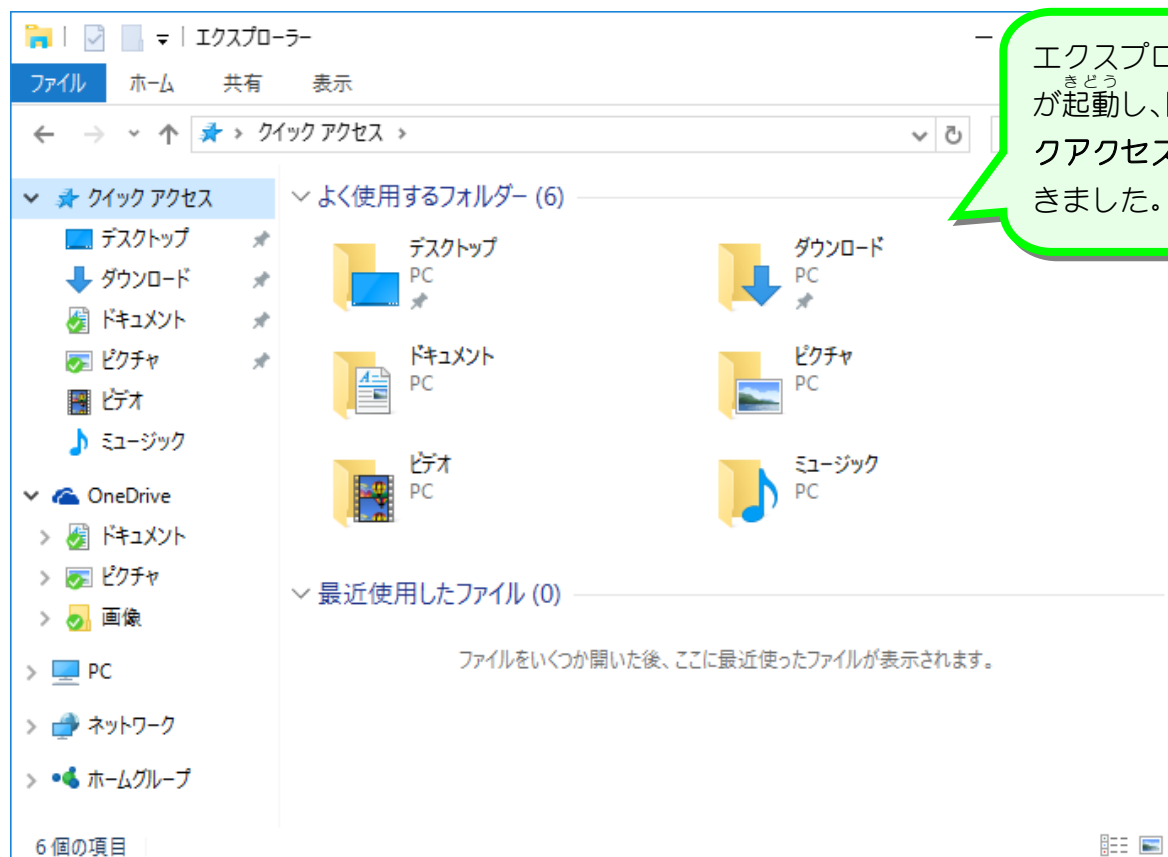 エクスプローラー
ファイル ホーム 共有 表示
クイック アクセス
クイック アクセス
デスクトップ
ダウンロード
ドキュメント
ピクチャ
ビデオ
ミュージック
OneDrive
ドキュメント
ピクチャ
画像
PC
ネットワーク
ホームグループ
よく使用するフォルダー (6)
デスクトップ
PC
ダウンロード
PC
ドキュメント
PC
ピクチャ
PC
ビデオ
PC
ミュージック
PC
最近使用したファイル (0)
ファイルをいくつか開いた後、ここに最近使ったファイルが表示されます。
6 個の項目
エクスプロ
きどう
が起動し、
クアクセス
きました。